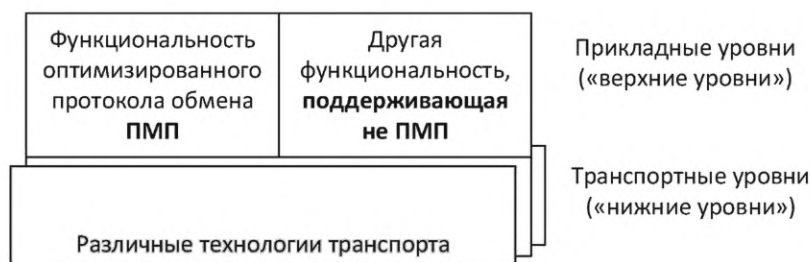 Функциональность
оптимизированного
протокола обмена
ПМП
Другая
функциональность,
поддерживающая
не ПМП
Прикладные уровни
(«верхние уровни»)
Различные технологии транспорта
Транспортные уровни
(«нижние уровни»)